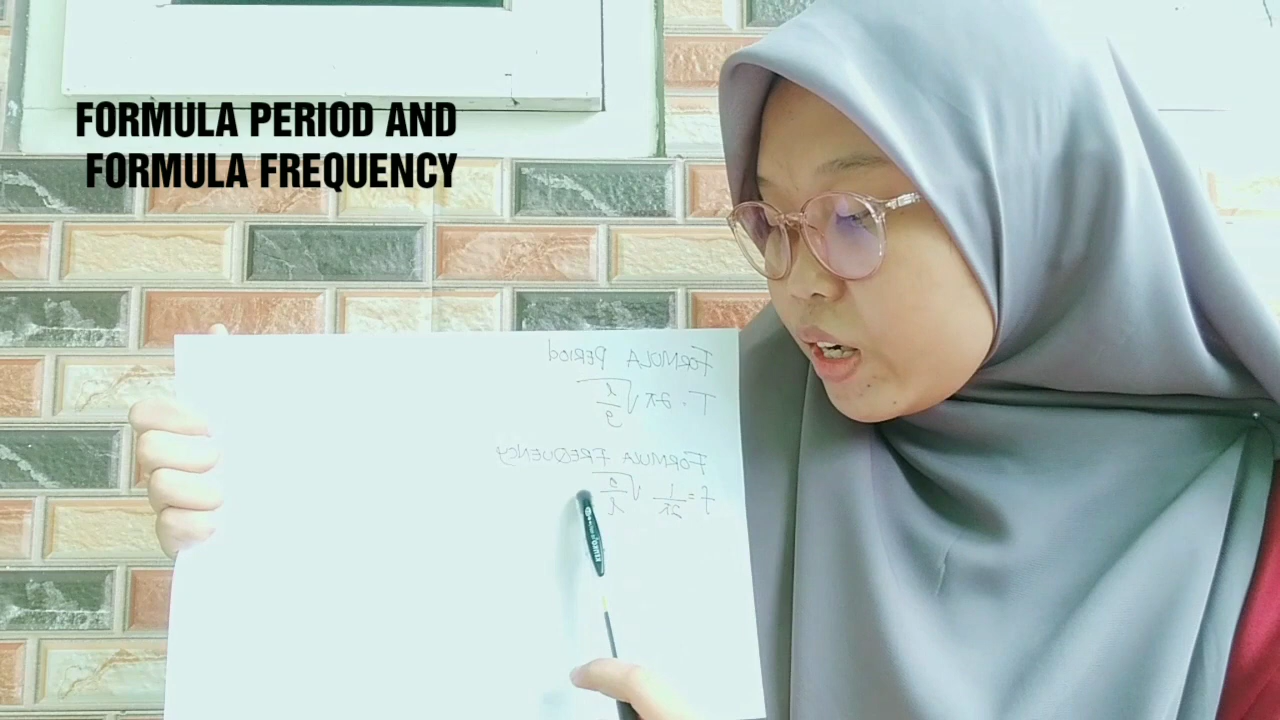 FORMULA PERIOD AND
FORMULA FREQUENCY
FORMULA PERIOD
T = 2π √l/g
FORMULA FREQUENCY
f = 1/2π √g/l